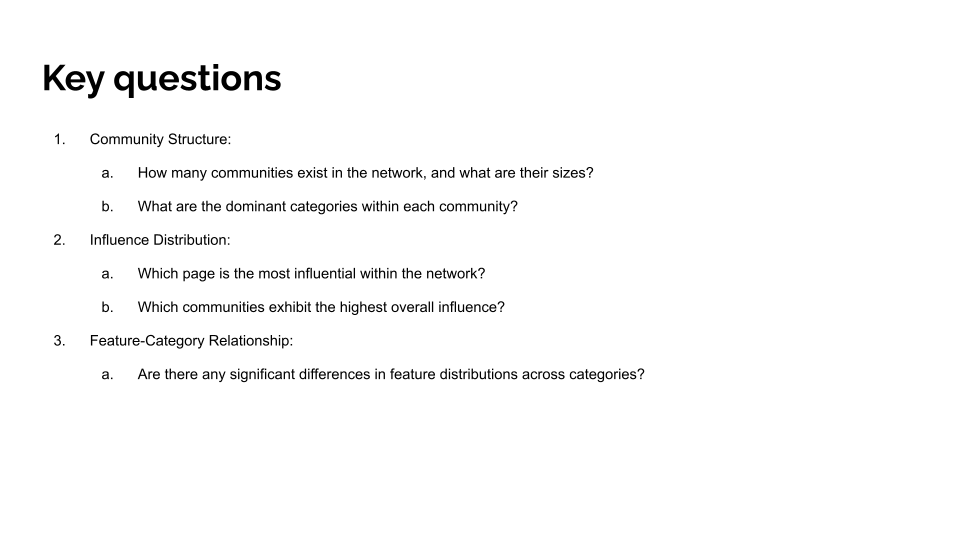 Key questions
1. Community Structure:
a. How many communities exist in the network, and what are their sizes?
b. What are the dominant categories within each community?
2. Influence Distribution:
a. Which page is the most influential within the network?
b. Which communities exhibit the highest overall influence?
3. Feature-Category Relationship:
a. Are there any significant differences in feature distributions across categories?